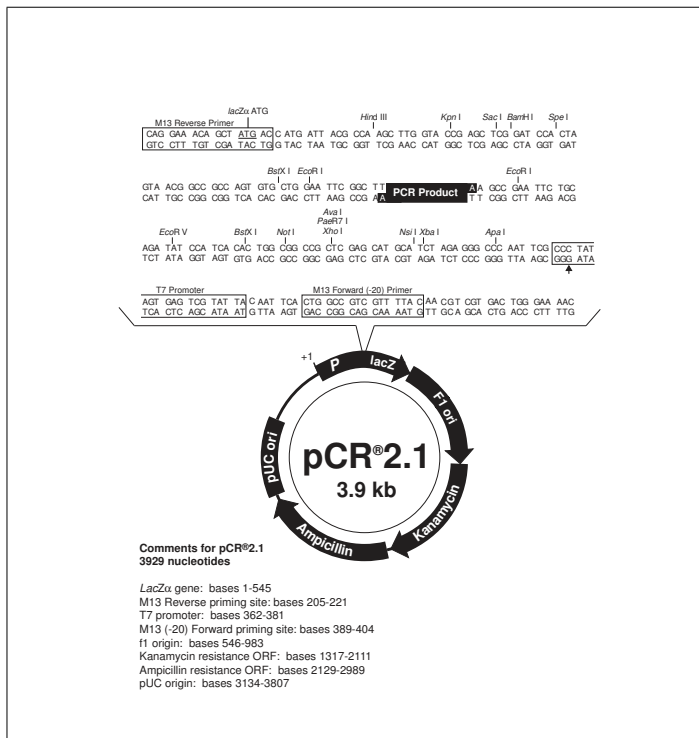 lacZα ATG
M13 Reverse Primer
Hind III Kpn I Sac I BamH I Spe I
CAG GAA ACA GCT ATG AC C ATG ATT ACG CCA AGC TTG GTA CCG AGC TCG GAT CCA CTA
GTC CTT TGT CGA TAC TG G TAC TAA TGC GGT TCG AAC CAT GGC TCG AGC CTA GGT GAT
BstX I EcoR I EcoR I
GTA ACG GCC GCC AGT GTG CTG GAA TTC GGC TT PCR Product A AG CCG AAT TCT GC
CAT TGC CGG CGG TCA CAC GAC CTT AAG CCG A A TT C GGC TTA AGA CG
Ava I
PaeR7 I
EcoR V BstX I Not I Xho I Nsi I Xba I Apa I
AGA TAT CCA TCA CAC TGG CGG CCG CTC GAG CAT GCA TCT AGA GGG CCC AAT TCG CCC TAT
TCT ATA GGT AGT GTG ACC GCC GGC GAG CTC GTA CGT AGA TCT CCC GGG TTA AGC GGG ATA
T7 Promoter M13 Forward (-20) Primer
AGT GAG TCG TAT TA C AAT TCA CTG GCC GTC GTT TTA C AA CGT CGT GAC TGG GAA AAC
TCA CTC AGC ATA AT G TTA AGT GAC CGG CAG CAA AAT G TT GCA GCA CTG ACC CTT TTG
+1
P lacZ
F1 ori
pUC ori
pCR®2.1
3.9 kb
Kanamycin
Ampicillin
Comments for pCR®2.1
3929 nucleotides
LacZα gene: bases 1-545
M13 Reverse priming site: bases 205-221
T7 promoter: bases 362-381
M13 (-20) Forward priming site: bases 389-404
f1 origin: bases 546-983
Kanamycin resistance ORF: bases 1317-2111
Ampicillin resistance ORF: bases 2129-2989
pUC origin: bases 3134-3807